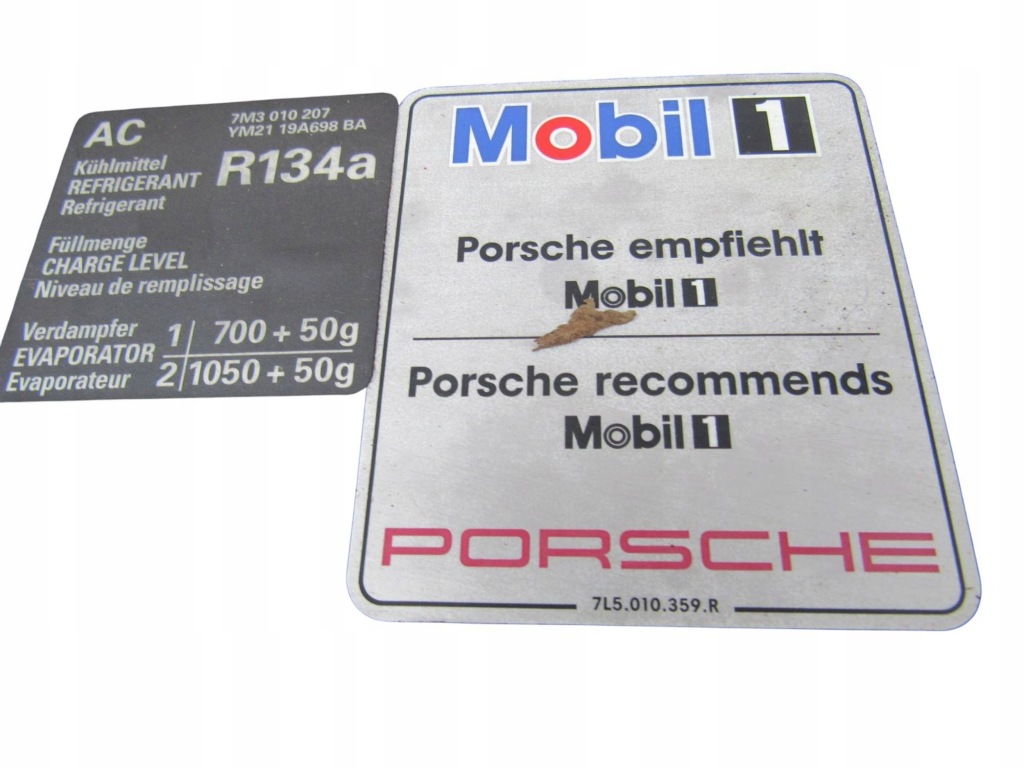 AC
7M3 010 207
YM21 19A698 BA
Kühlmittel
REFRIGERANT R134a
Refrigerant
Füllmenge
CHARGE LEVEL
Niveau de remplissage
Verdampfer 1 700 + 50g
EVAPORATOR
Evaporateur 2 1050 + 50g
Mobil 1
Porsche empfiehlt
Mobil 1
Porsche recommends
Mobil 1
PORSCHE
7L5.010.359.R